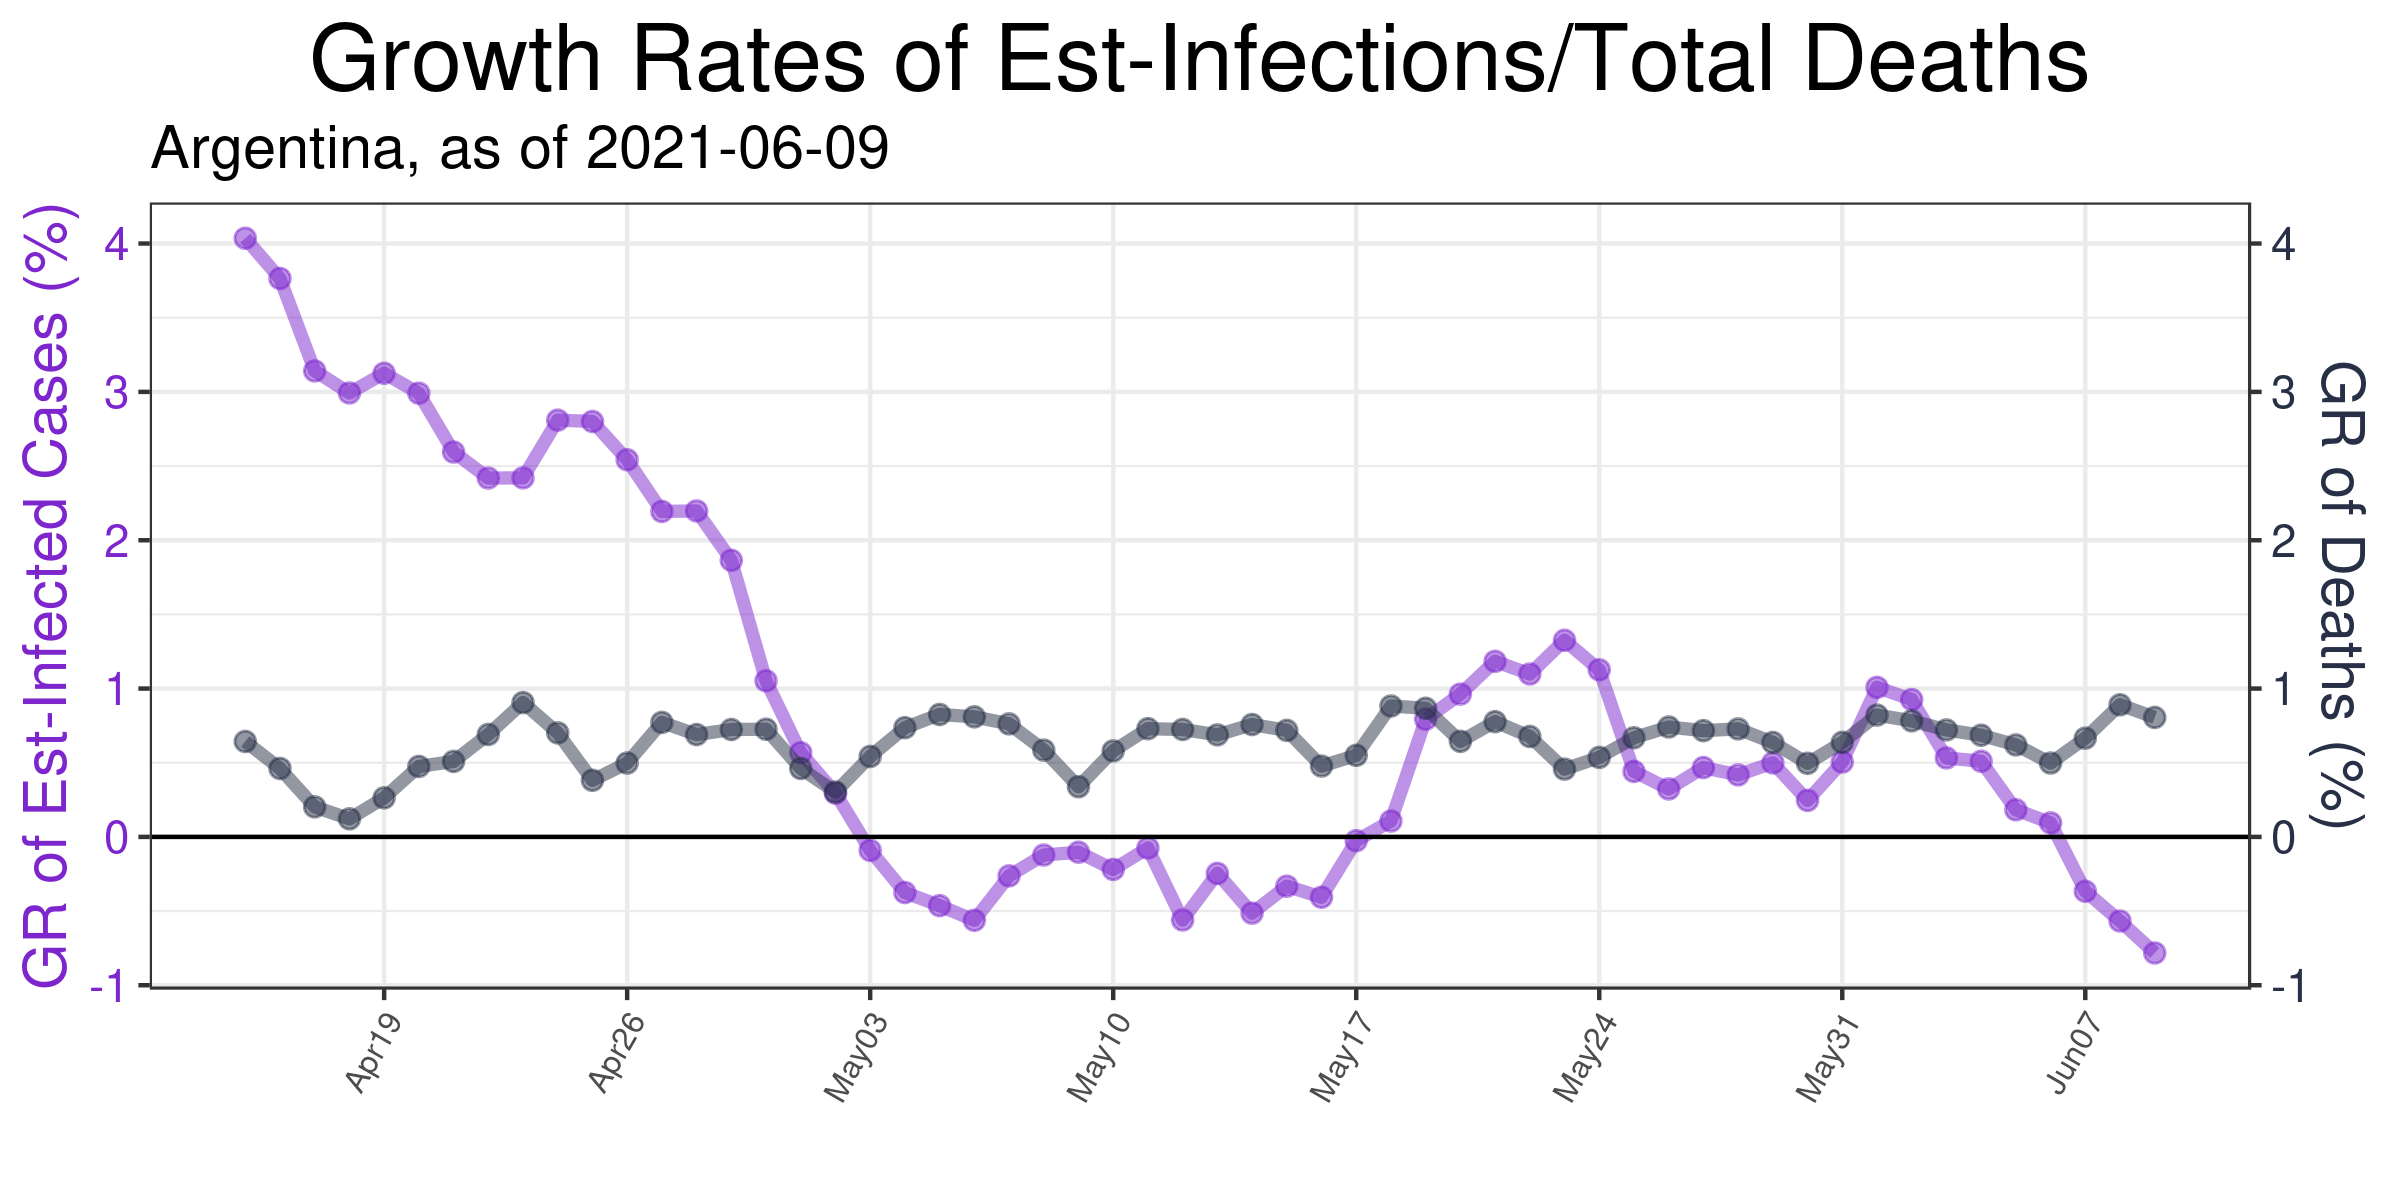 Growth Rates of Est-Infections/Total Deaths
Argentina, as of 2021-06-09
GR of Est-Infected Cases (%)
4
3
2
1
0
-1
4
3
2
1
0
-1
GR of Deaths (%)
Apr19
Apr26
May03
May10
May17
May24
May31
Jun07